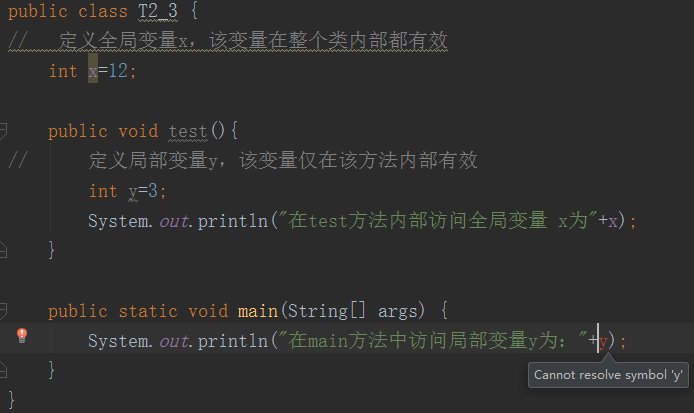 public class T2_3 {
//   定义全局变量x，该变量在整个类内部都有效
    int x=12;
    public void test(){
//      定义局部变量y，该变量仅在该方法内部有效
        int y=3;
        System.out.println("在test方法内部访问全局变量 x为"+x);
    }
    public static void main(String[] args) {
        System.out.println("在main方法中访问局部变量y为："+y);
    }
Cannot resolve symbol 'y'
}